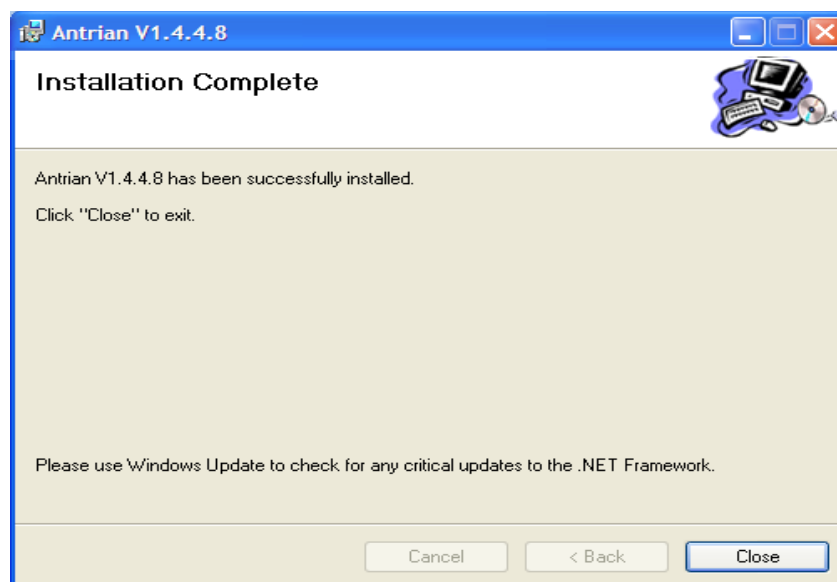 Antrian V1.4.4.8
Installation Complete
Antrian V1.4.4.8 has been successfully installed.
Click "Close" to exit.
Please use Windows Update to check for any critical updates to the .NET Framework.
Cancel
< Back
Close